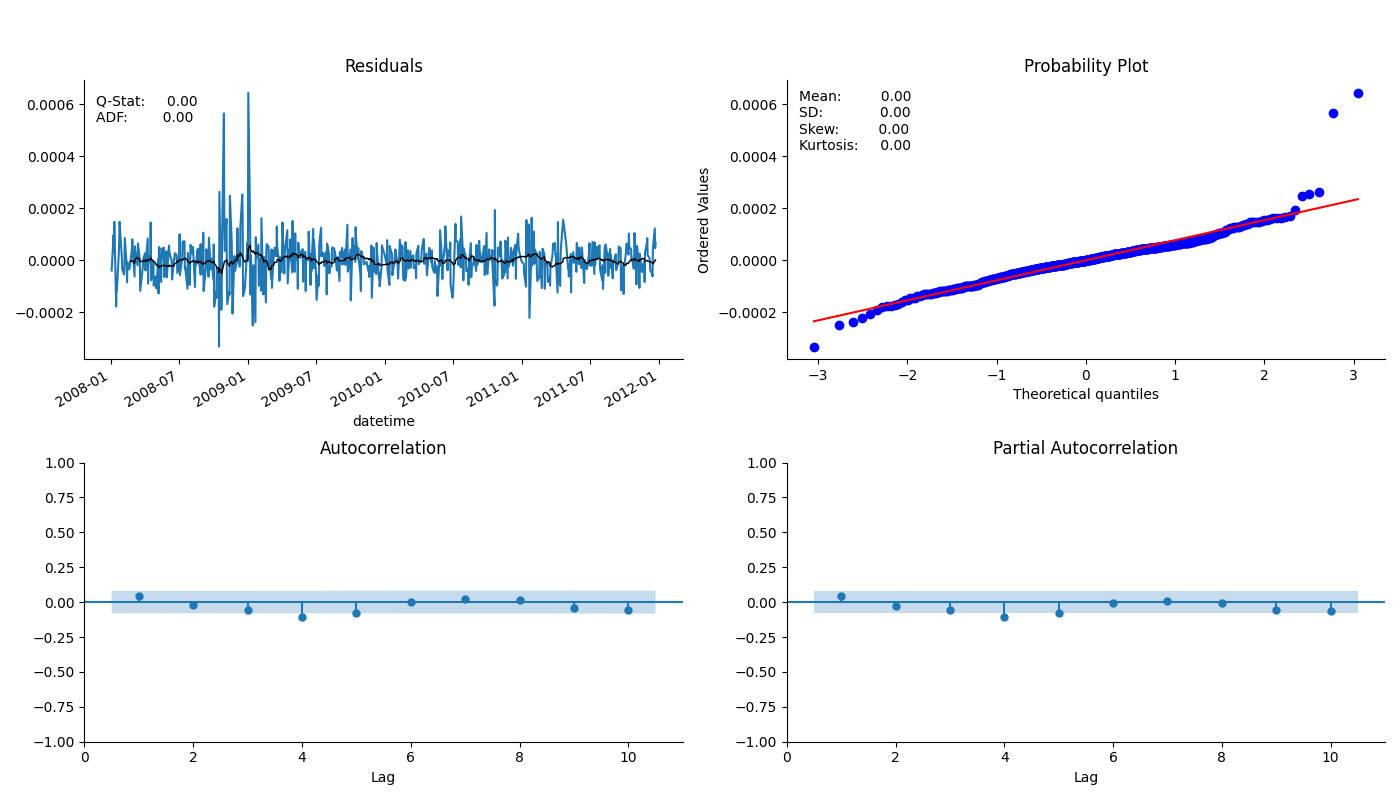 Residuals
Q-Stat: 0.00
ADF: 0.00
0.0006
0.0004
0.0002
0.0000
−0.0002
2008-01
2008-07
2009-01
2009-07
2010-01
2010-07
2011-01
2011-07
2012-01
datetime
Probability Plot
Mean: 0.00
SD: 0.00
Skew: 0.00
Kurtosis: 0.00
Ordered Values
0.0006
0.0004
0.0002
0.0000
−0.0002
−3 −2 −1 0 1 2 3
Theoretical quantiles
Autocorrelation
1.00
0.75
0.50
0.25
0.00
−0.25
−0.50
−0.75
−1.00
0 2 4 6 8 10
Lag
Partial Autocorrelation
1.00
0.75
0.50
0.25
0.00
−0.25
−0.50
−0.75
−1.00
0 2 4 6 8 10
Lag